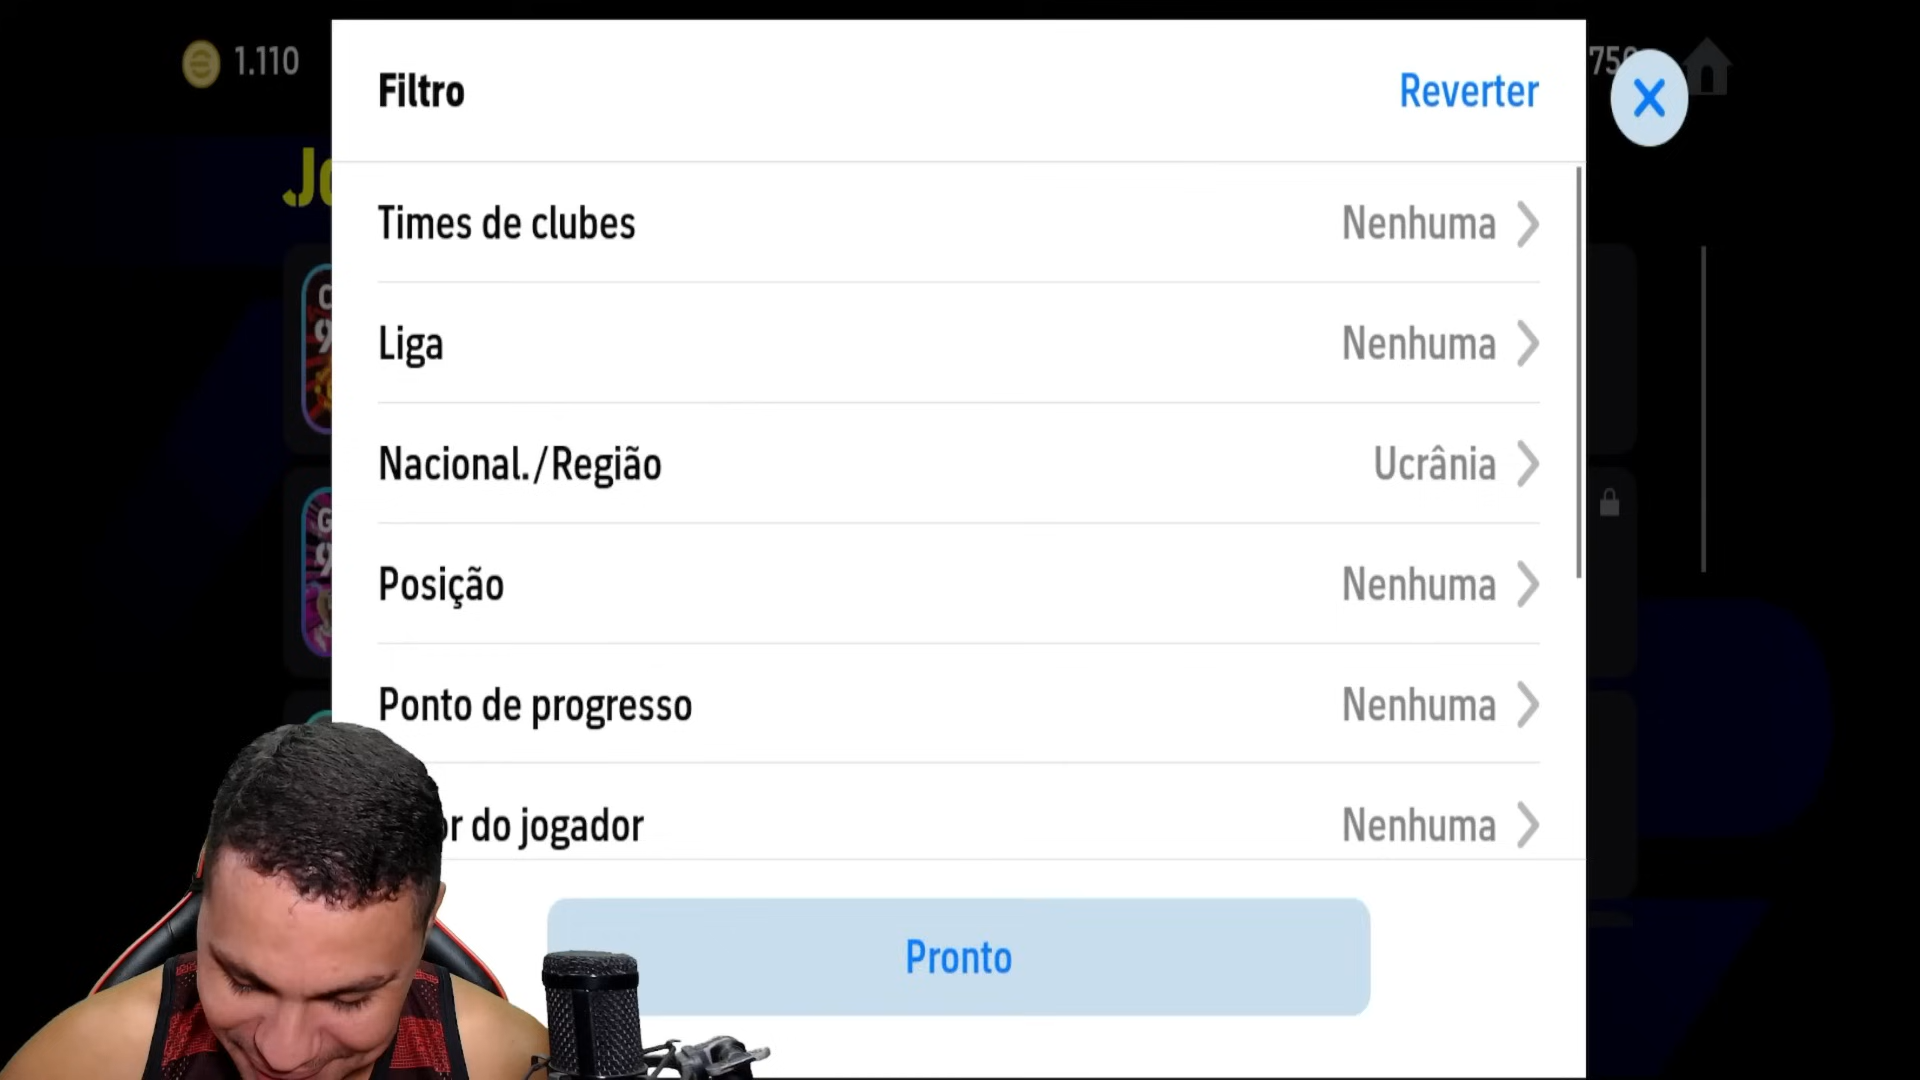 1.110
Filtro
Reverter
Times de clubes
Nenhuma
Liga
Nenhuma
Nacional./Região
Ucrânia
Posição
Nenhuma
Ponto de progresso
Nenhuma
do jogador
Nenhuma
Pronto